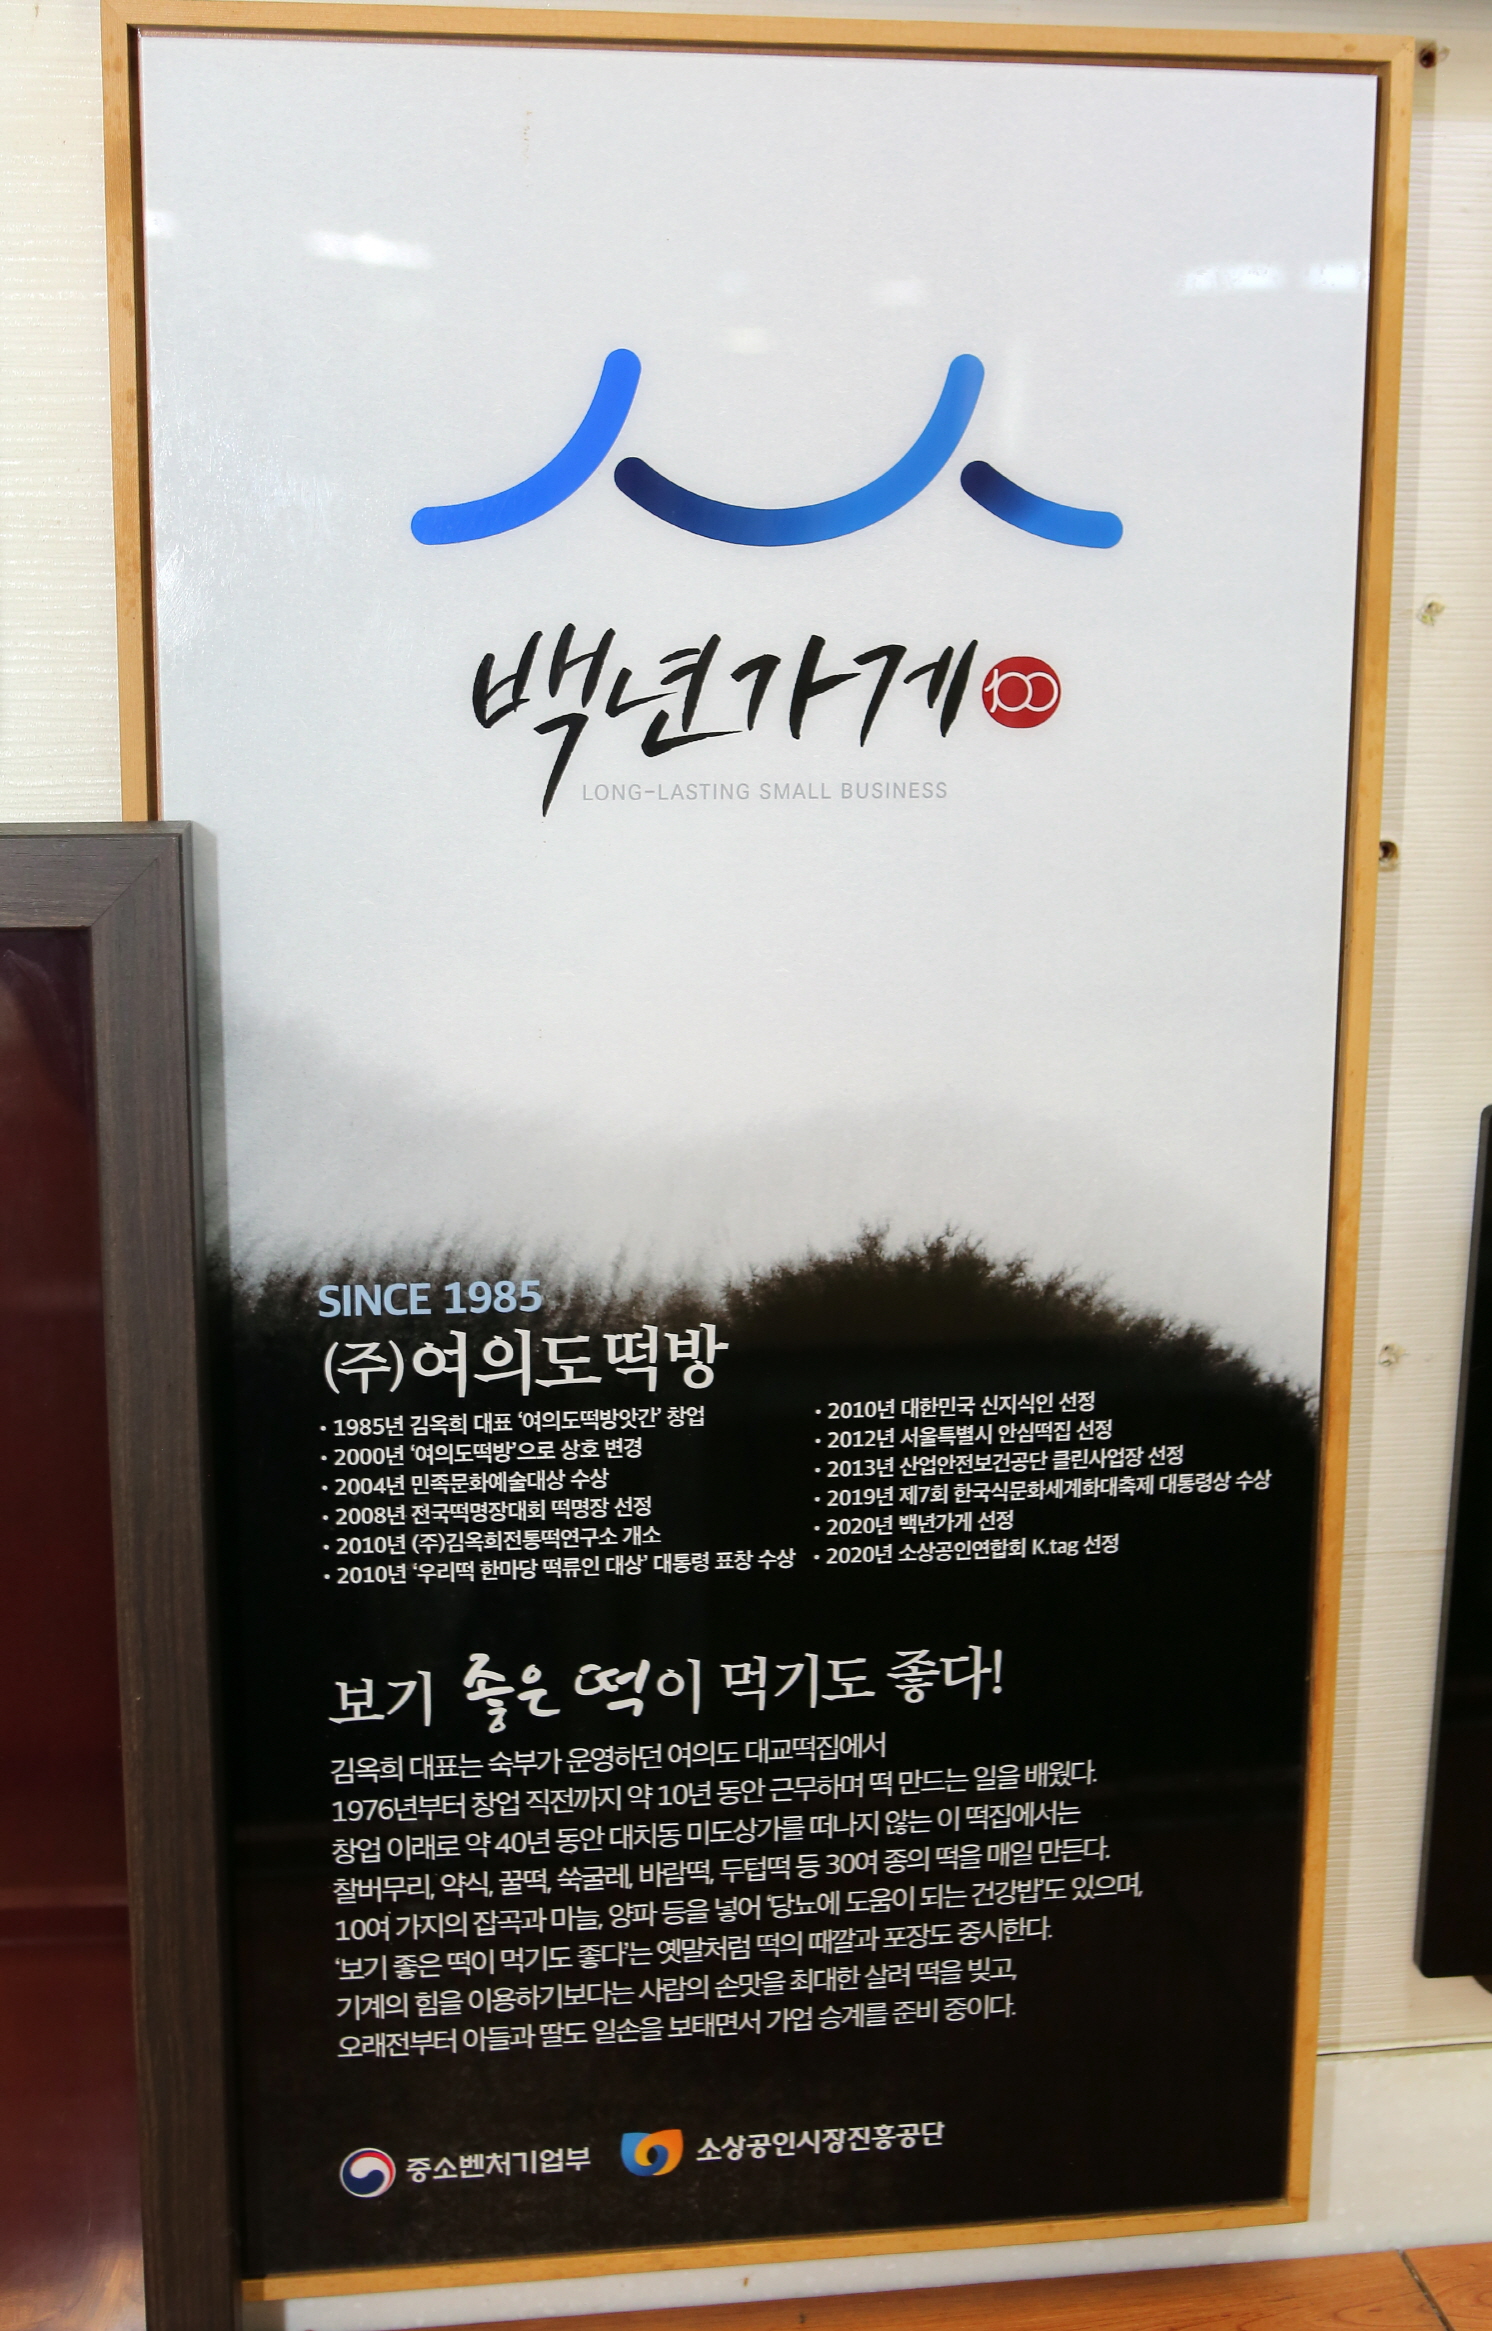 백년가게 100
LONG-LASTING SMALL BUSINESS
SINCE 1985
(주)여의도떡방
· 1985년 김옥희 대표 ‘여의도떡방앗간’ 창업
· 2000년 ‘여의도떡방’으로 상호 변경
· 2004년 민족문화예술대상 수상
· 2008년 전국떡명장대회 떡명장 선정
· 2010년 (주)김옥희전통떡연구소 개소
· 2010년 ‘우리떡 한마당 떡류인 대상’ 대통령 표창 수상
· 2010년 대한민국 신지식인 선정
· 2012년 서울특별시 안심떡집 선정
· 2013년 산업안전보건공단 클린사업장 선정
· 2019년 제7회 한국식문화세계화대축제 대통령상 수상
· 2020년 백년가게 선정
· 2020년 소상공인연합회 K.tag 선정
보기 좋은 떡이 먹기도 좋다!
김옥희 대표는 숙부가 운영하던 여의도 대교떡집에서
1976년부터 창업 직전까지 약 10년 동안 근무하며 떡 만드는 일을 배웠다.
창업 이래로 약 40년 동안 대치동 미도상가를 떠나지 않는 이 떡집에서는
찰버무리, 약식, 꿀떡, 쑥굴레, 바람떡, 두텁떡 등 30여 종의 떡을 매일 만든다.
10여 가지의 잡곡과 마늘, 양파 등을 넣어 ‘당뇨에 도움이 되는 건강밥’도 있으며,
‘보기 좋은 떡이 먹기도 좋다’는 옛말처럼 떡의 때깔과 포장도 중시한다.
기계의 힘을 이용하기보다는 사람의 손맛을 최대한 살려 떡을 빚고,
오래전부터 아들과 딸도 일손을 보태면서 가업 승계를 준비 중이다.
중소벤처기업부 소상공인시장진흥공단